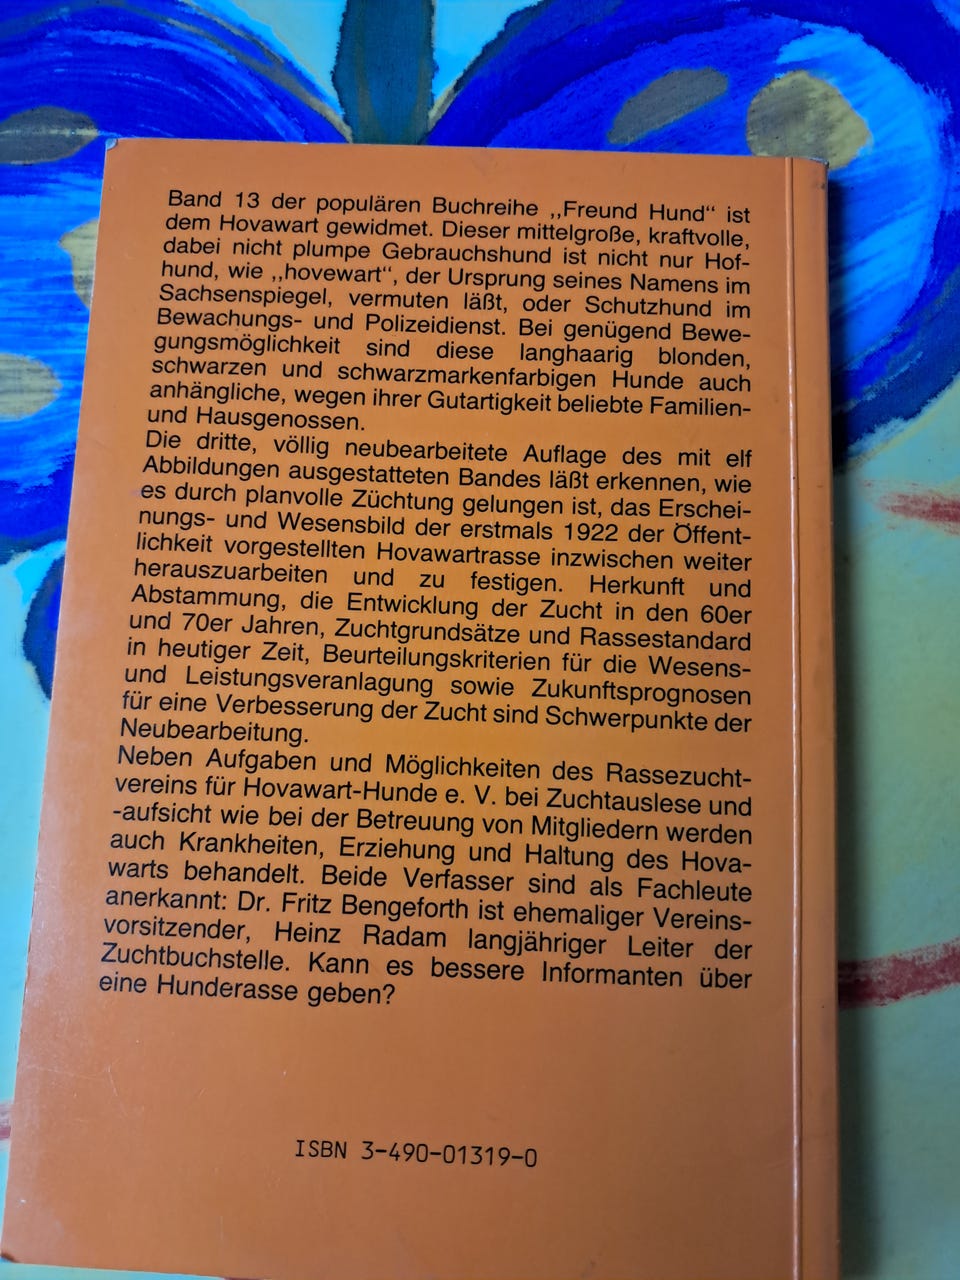 Band 13 der populären Buchreihe ,,Freund Hund“ ist
dem Hovawart gewidmet. Dieser mittelgroße, kraftvolle,
dabei nicht plumpe Gebrauchshund ist nicht nur Hof-
hund, wie ,,hovewart“, der Ursprung seines Namens im
Sachsenspiegel, vermuten läßt, oder Schutzhund im
Bewachungs- und Polizeidienst. Bei genügend Bewe-
gungsmöglichkeit sind diese langhaarig blonden,
schwarzen und schwarzmarkenfarbigen Hunde auch
anhängliche, wegen ihrer Gutartigkeit beliebte Familien-
und Hausgenossen.
Die dritte, völlig neubearbeitete Auflage des mit elf
Abbildungen ausgestatteten Bandes läßt erkennen, wie
es durch planvolle Züchtung gelungen ist, das Erschei-
nungs- und Wesensbild der erstmals 1922 der Öffent-
lichkeit vorgestellten Hovawartrasse inzwischen weiter
herauszuarbeiten und zu festigen. Herkunft und
Abstammung, die Entwicklung der Zucht in den 60er
und 70er Jahren, Zuchtgrundsätze und Rassestandard
in heutiger Zeit, Beurteilungskriterien für die Wesens-
und Leistungsveranlagung sowie Zukunftsprognosen
für eine Verbesserung der Zucht sind Schwerpunkte der
Neubearbeitung.
Neben Aufgaben und Möglichkeiten des Rassezucht-
vereins für Hovawart-Hunde e. V. bei Zuchtauslese und
-aufsicht wie bei der Betreuung von Mitgliedern werden
auch Krankheiten, Erziehung und Haltung des Hova-
warts behandelt. Beide Verfasser sind als Fachleute
anerkannt: Dr. Fritz Bengeforth ist ehemaliger Vereins-
vorsitzender, Heinz Radam langjähriger Leiter der
Zuchtbuchstelle. Kann es bessere Informanten über
eine Hunderasse geben?
ISBN 3-490-01319-0